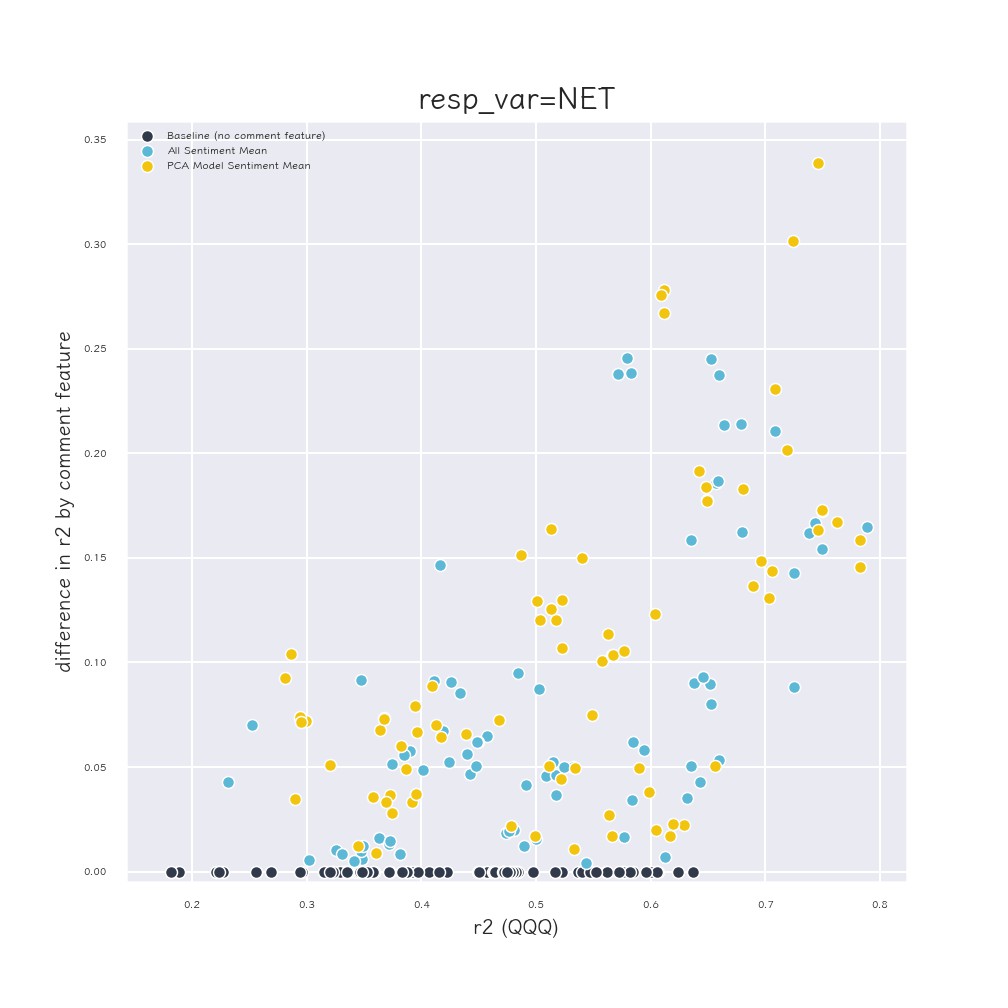 resp_var=NET
Baseline (no comment feature)
All Sentiment Mean
PCA Model Sentiment Mean
0.35
0.30
0.25
0.20
0.15
0.10
0.05
0.00
difference in r2 by comment feature
0.2 0.3 0.4 0.5 0.6 0.7 0.8
r2 (QQQ)